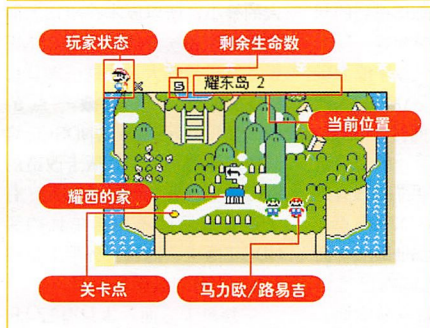 玩家状态
剩余生命数
× 5
耀东岛 2
当前位置
耀西的家
关卡点
马力欧/路易吉